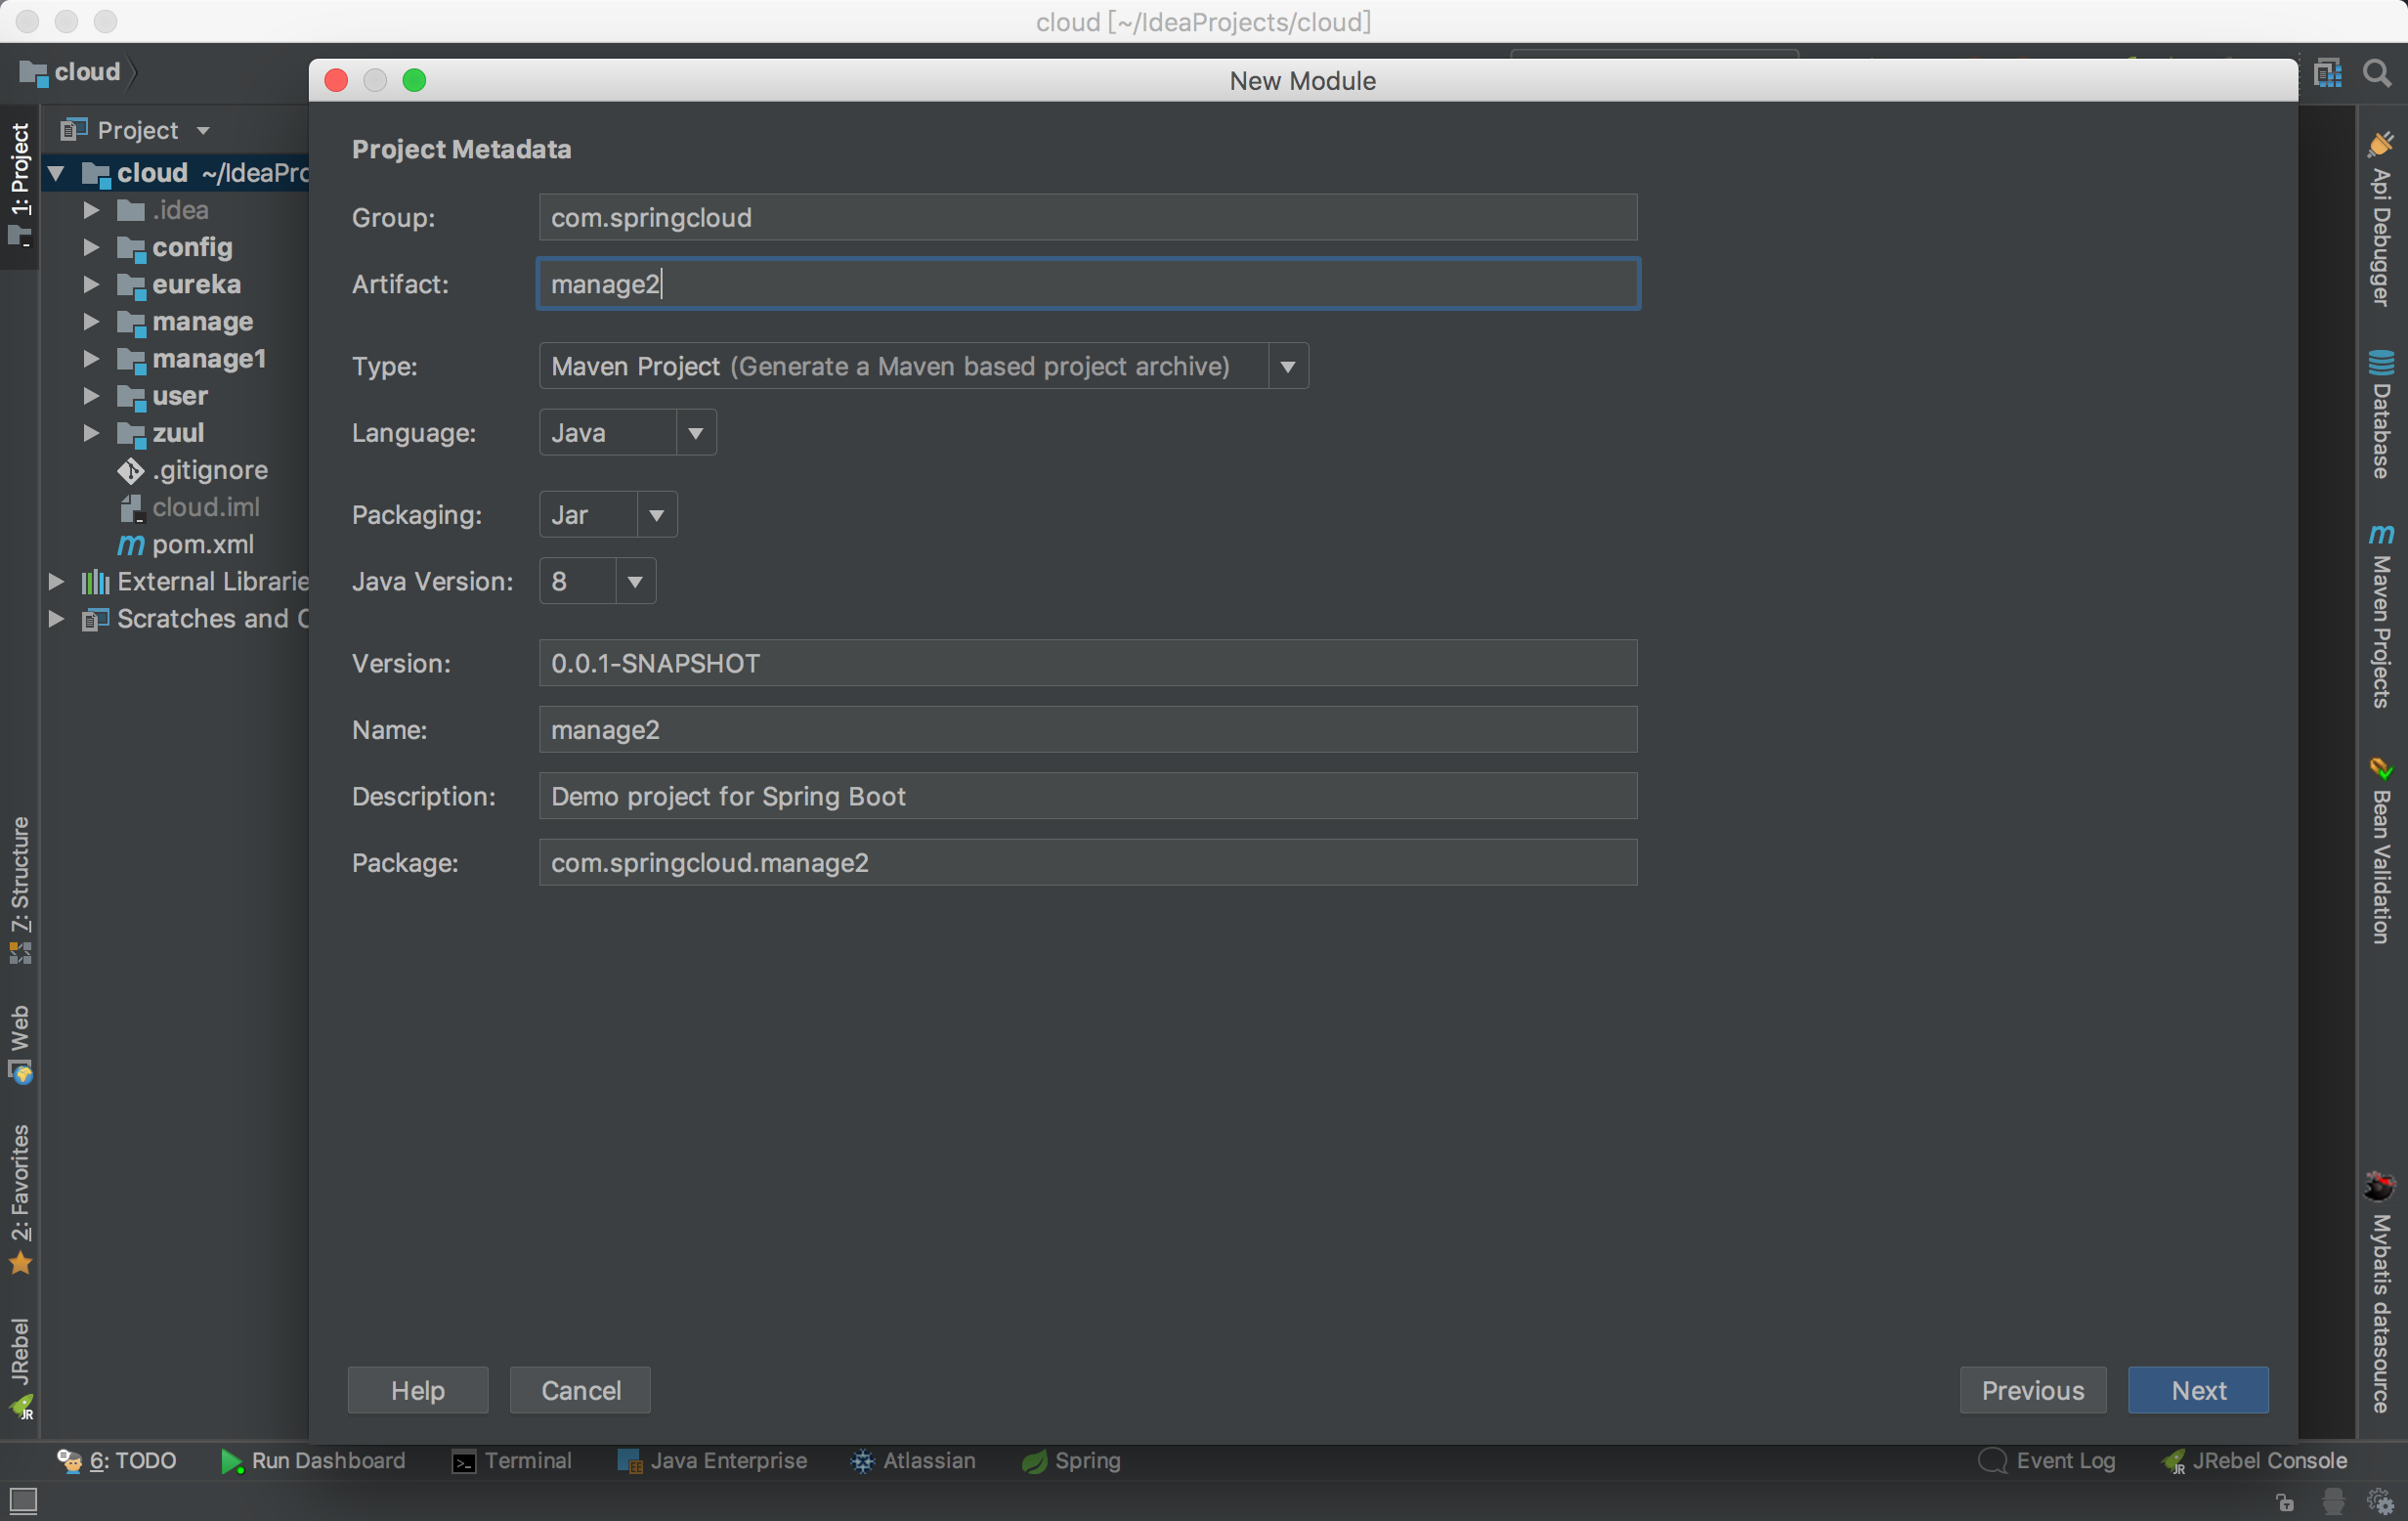 cloud [~/IdeaProjects/cloud]
cloud
New Module
Project
1: Project
cloud ~/IdeaPro
.idea
config
eureka
manage
manage1
user
zuul
.gitignore
cloud.iml
pom.xml
External Librarie
Scratches and C
Project Metadata
Group: com.springcloud
Artifact: manage2
Type: Maven Project (Generate a Maven based project archive)
Language: Java
Packaging: Jar
Java Version: 8
Version: 0.0.1-SNAPSHOT
Name: manage2
Description: Demo project for Spring Boot
Package: com.springcloud.manage2
Help
Cancel
Previous
Next
Z: Structure
Web
2: Favorites
JRebel
JR
Api Debugger
Database
m Maven Projects
Bean Validation
Mybatis datasource
6: TODO
Run Dashboard
Terminal
Java Enterprise
Atlassian
Spring
Event Log
JRebel Console